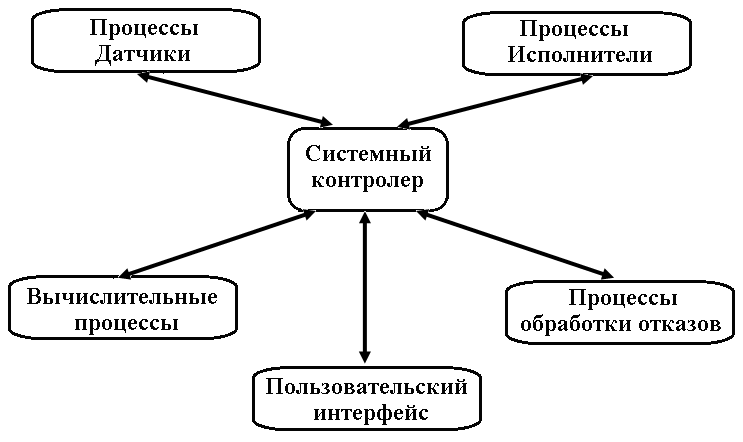 Процессы
Датчики
Процессы
Исполнители
Системный
контролер
Вычислительные
процессы
Процессы
обработки отказов
Пользовательский
интерфейс